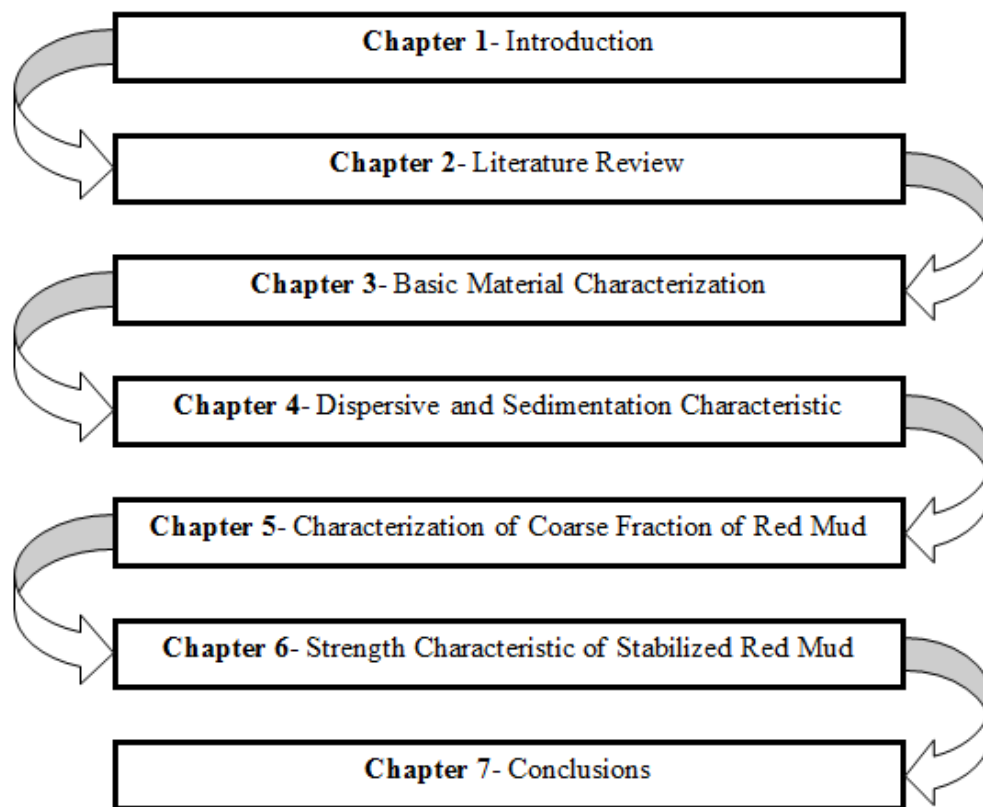 Chapter 1- Introduction
Chapter 2- Literature Review
Chapter 3- Basic Material Characterization
Chapter 4- Dispersive and Sedimentation Characteristic
Chapter 5- Characterization of Coarse Fraction of Red Mud
Chapter 6- Strength Characteristic of Stabilized Red Mud
Chapter 7- Conclusions